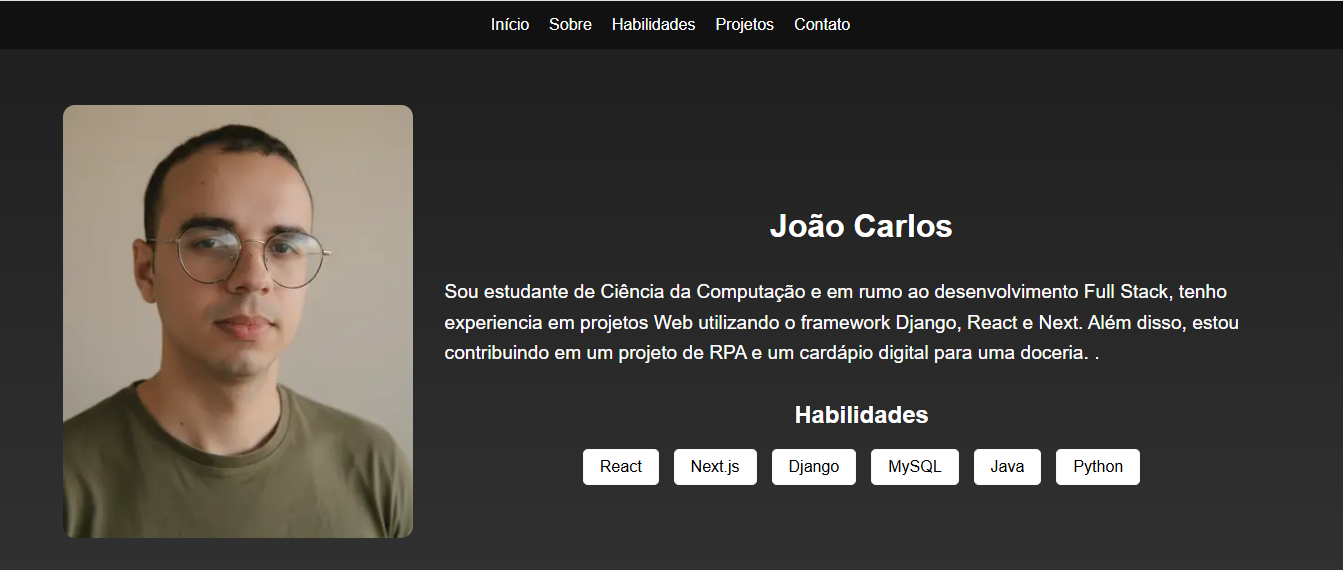 Início Sobre Habilidades Projetos Contato
João Carlos
Sou estudante de Ciência da Computação e em rumo ao desenvolvimento Full Stack, tenho
experiencia em projetos Web utilizando o framework Django, React e Next. Além disso, estou
contribuindo em um projeto de RPA e um cardápio digital para uma doceria. .
Habilidades
React Next.js Django MySQL Java Python